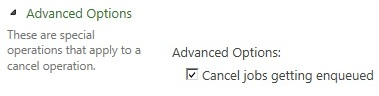 Advanced Options
These are special
operations that apply to a
cancel operation.
Advanced Options:
Cancel jobs getting enqueued